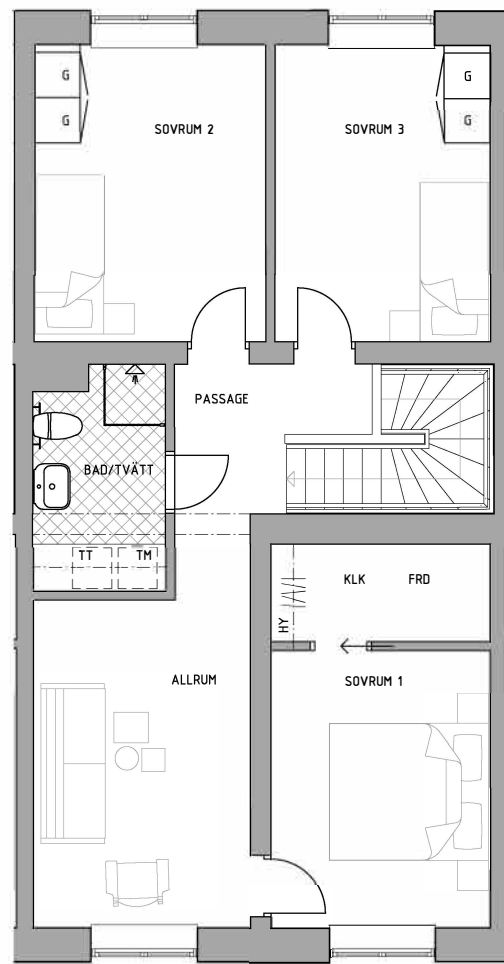 G
G
G
G
SOVRUM 2
SOVRUM 3
PASSAGE
BAD/TVÄTT
TT
TM
KLK
FRD
HY
ALLRUM
SOVRUM 1